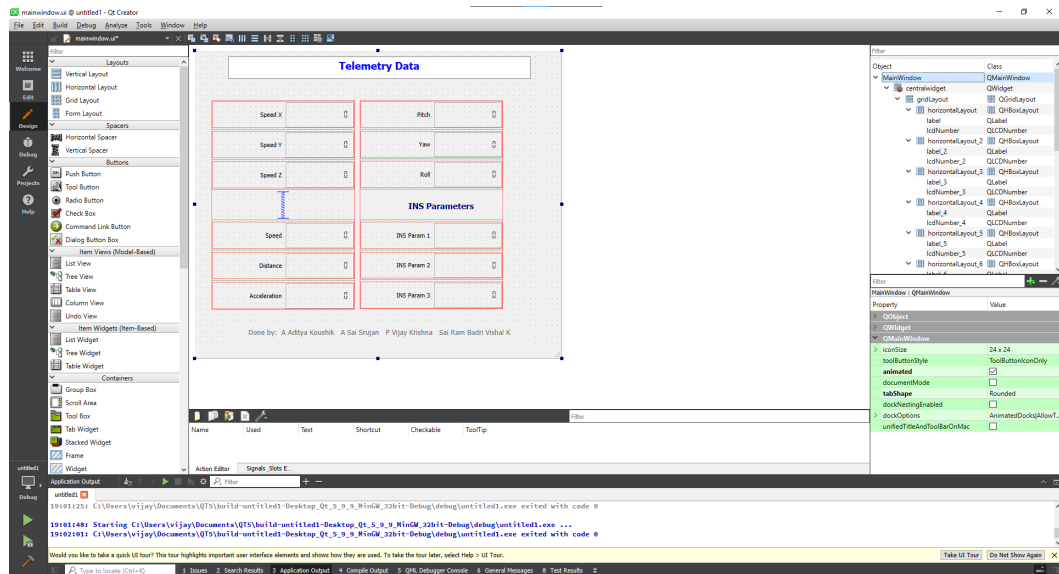 mainwindow.ui @ untitled1 - Qt Creator
File Edit Build Debug Analyze Tools Window Help
mainwindow.ui*
Welcome
Edit
Design
Debug
Projects
Help
untitled1
Debug
Filter
Layouts
Vertical Layout
Horizontal Layout
Grid Layout
Form Layout
Spacers
Horizontal Spacer
Vertical Spacer
Buttons
Push Button
Tool Button
Radio Button
Check Box
Command Link Button
Dialog Button Box
Item Views (Model-Based)
List View
Tree View
Table View
Column View
Undo View
Item Widgets (Item-Based)
List Widget
Tree Widget
Table Widget
Containers
Group Box
Scroll Area
Tool Box
Tab Widget
Stacked Widget
Frame
Widget
Telemetry Data
Speed X 0 Pitch 0
Speed Y 0 Yaw 0
Speed Z 0 Roll 0
INS Parameters
Speed 0 INS Param 1 0
Distance 0 INS Param 2 0
Acceleration 0 INS Param 3 0
Done by: A Aditya Koushik A Sai Srujan P Vijay Krishna Sai Ram Badri Vishal K
Filter
Name Used Text Shortcut Checkable ToolTip
Action Editor Signals _Slots E...
Filter
Object Class
MainWindow QMainWindow
centralwidget QWidget
gridLayout QGridLayout
horizontalLayout QHBoxLayout
label QLabel
lcdNumber QLCDNumber
horizontalLayout_2 QHBoxLayout
label_2 QLabel
lcdNumber_2 QLCDNumber
horizontalLayout_3 QHBoxLayout
label_3 QLabel
lcdNumber_3 QLCDNumber
horizontalLayout_4 QHBoxLayout
label_4 QLabel
lcdNumber_4 QLCDNumber
horizontalLayout_5 QHBoxLayout
label_5 QLabel
lcdNumber_5 QLCDNumber
horizontalLayout_6 QHBoxLayout
Filter
MainWindow : QMainWindow
Property Value
QObject
QWidget
QMainWindow
iconSize 24 x 24
toolButtonStyle ToolButtonIconOnly
animated
documentMode
tabShape Rounded
dockNestingEnabled
dockOptions AnimatedDocks|AllowT...
unifiedTitleAndToolBarOnMac
Application Output Filter
untitled1
19:01:25: C:\Users\vijay\Documents\QT5\build-untitled1-Desktop_Qt_5_9_9_MinGW_32bit-Debug\debug\untitled1.exe exited with code 0
19:01:48: Starting C:\Users\vijay\Documents\QT5\build-untitled1-Desktop_Qt_5_9_9_MinGW_32bit-Debug\debug\untitled1.exe ...
19:02:01: C:\Users\vijay\Documents\QT5\build-untitled1-Desktop_Qt_5_9_9_MinGW_32bit-Debug\debug\untitled1.exe exited with code 0
Would you like to take a quick UI tour? This tour highlights important user interface elements and shows how they are used. To take the tour later, select Help > UI Tour. Take UI Tour Do Not Show Again
Type to locate (Ctrl+K) 1 Issues 2 Search Results 3 Application Output 4 Compile Output 5 QML Debugger Console 6 General Messages 8 Test Results